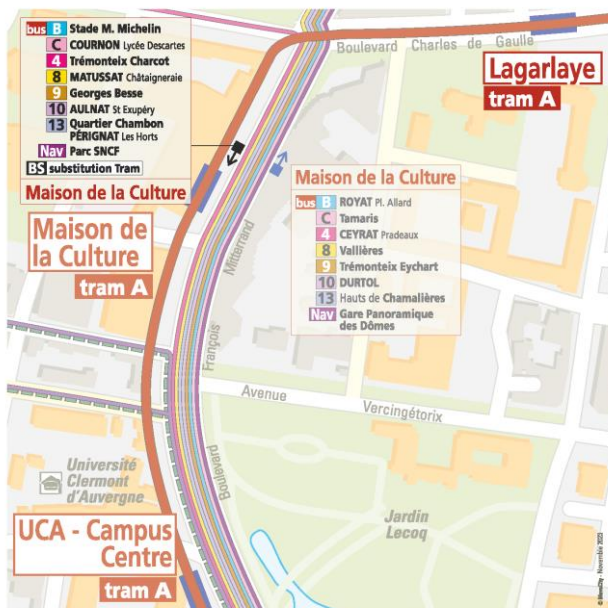 bus B Stade M. Michelin
C COURNON Lycée Descartes
4 Trémonteix Charcot
8 MATUSSAT Châtaigneraie
9 Georges Besse
10 AULNAT St Exupéry
13 Quartier Chambon
PÉRIGNAT Les Horts
Nav Parc SNCF
BS substitution Tram
Maison de la Culture
Boulevard Charles de Gaulle
Lagarlaye
tram A
Maison de la Culture
bus B ROYAT Pl. Allard
C Tamaris
4 CEYRAT Pradeaux
8 Vallières
9 Trémonteix Eychart
10 DURTOL
13 Hauts de Chamalières
Nav Gare Panoramique
des Dômes
Maison de
la Culture
tram A
Boulevard François Mitterrand
Avenue Vercingétorix
Université
Clermont
d'Auvergne
Jardin
Lecoq
UCA - Campus
Centre
tram A
Novembre 2023